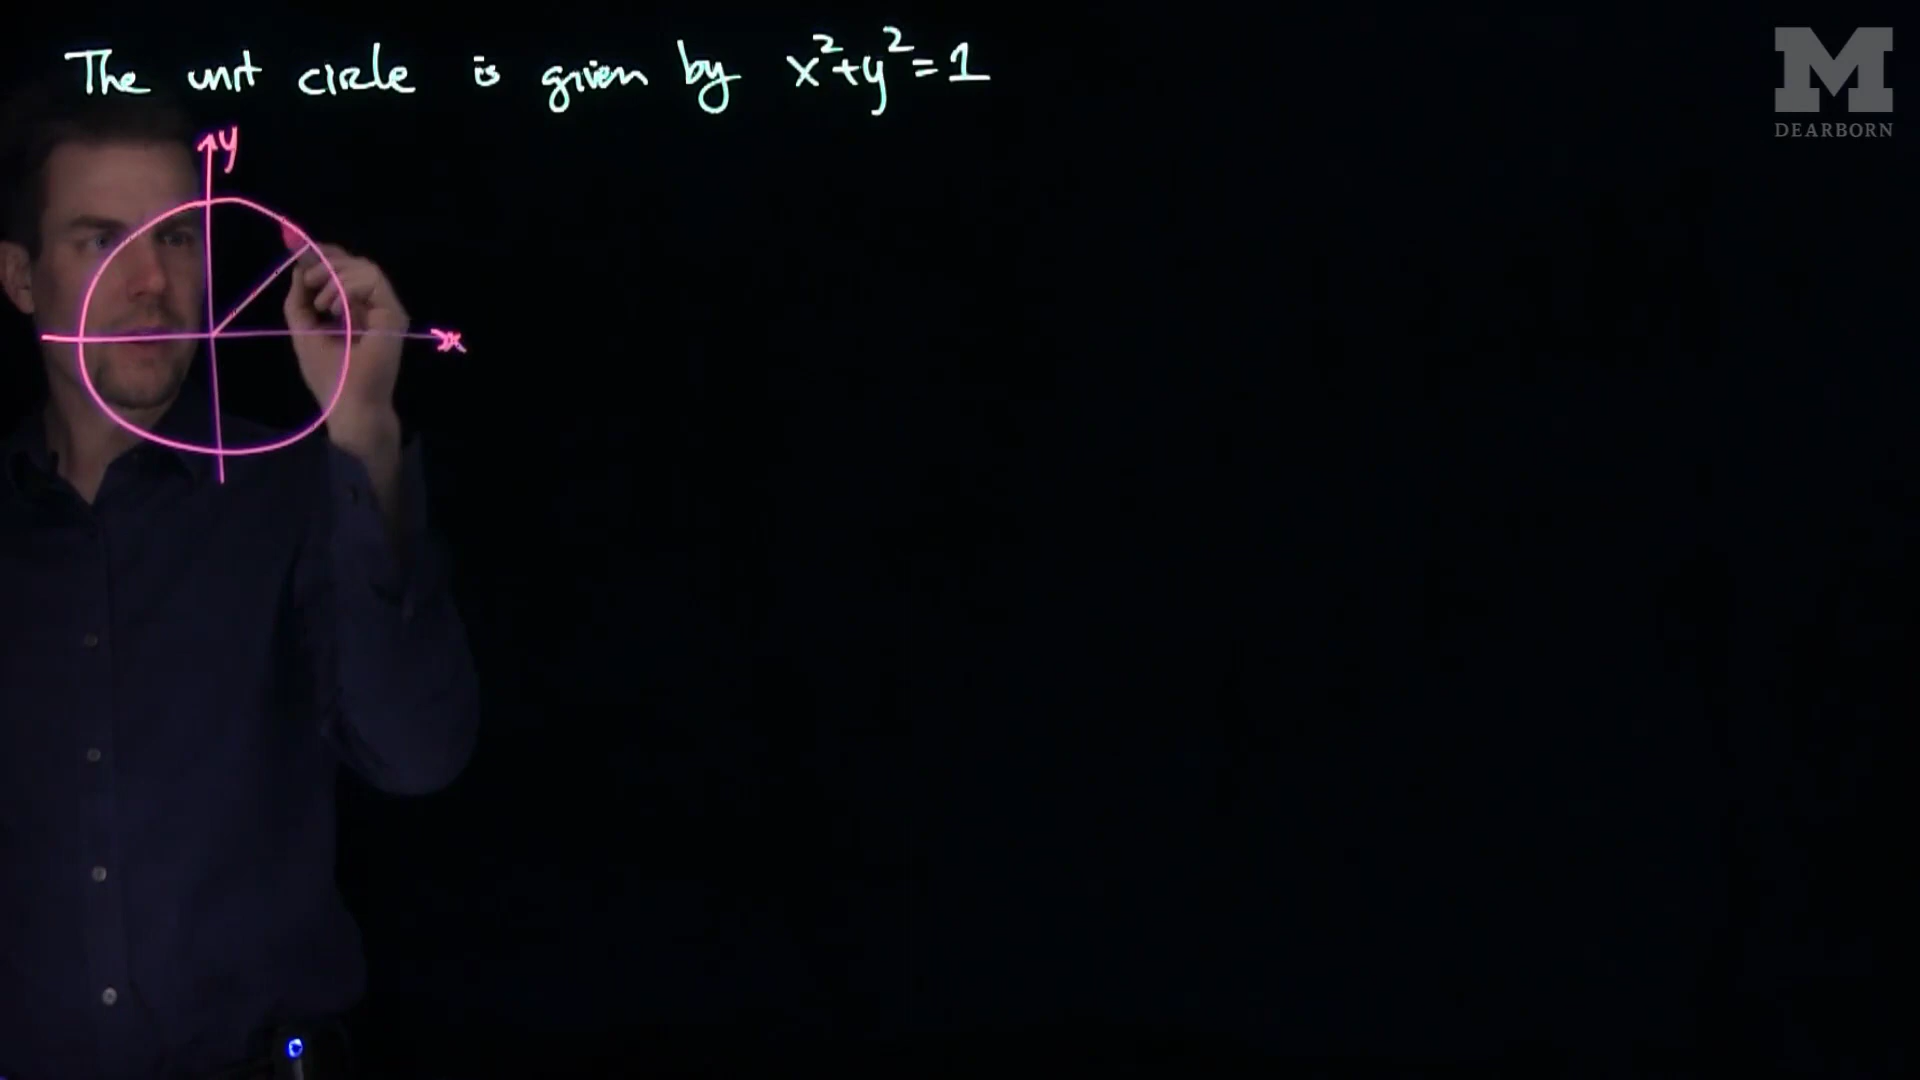 The unit circle is given by x²+y²=1
M
DEARBORN
y
x